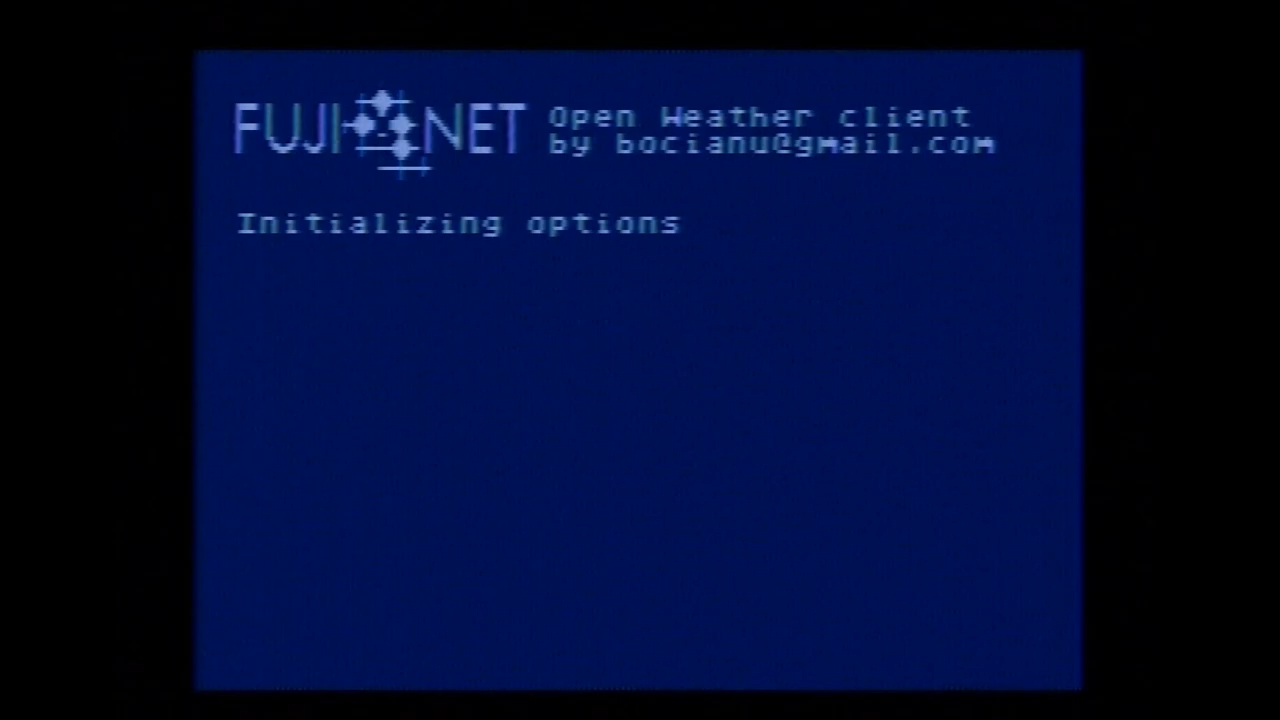 FUJINET
Open Weather client
by bocianu@gmail.com
Initializing options